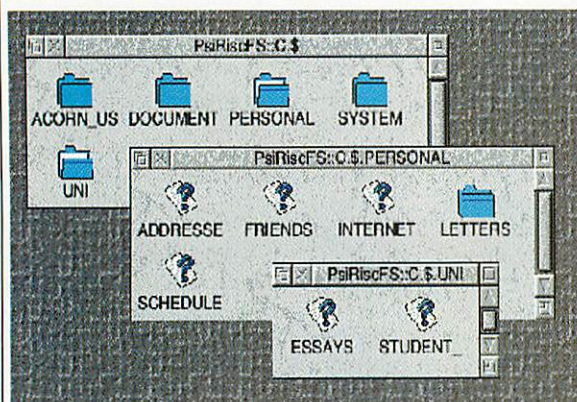 PsiRiscFS::C.$
ACORN_US DOCUMENT PERSONAL SYSTEM
UNI
PsiRiscFS::C.$.PERSONAL
ADDRESSE FRIENDS INTERNET LETTERS
SCHEDULE
PsiRiscFS::C.$.UNI
ESSAYS STUDENT_